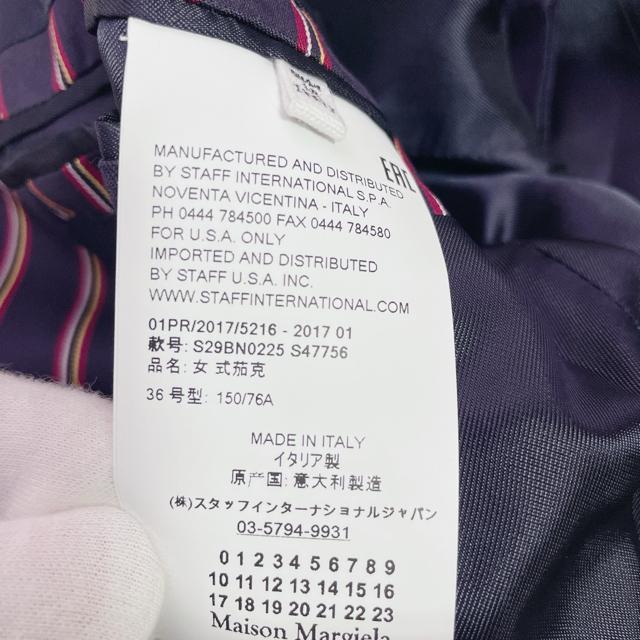 MANUFACTURED AND DISTRIBUTED
BY STAFF INTERNATIONAL S.P.A.
NOVENTA VICENTINA - ITALY
PH 0444 784500 FAX 0444 784580
FOR U.S.A. ONLY
IMPORTED AND DISTRIBUTED
BY STAFF U.S.A. INC.
WWW.STAFFINTERNATIONAL.COM
EAC
01PR/2017/5216 - 2017 01
款号: S29BN0225 S47756
品名: 女 式茄克
36 号型: 150/76A
MADE IN ITALY
イタリア製
原产国: 意大利製造
(株)スタッフインターナショナルジャパン
03-5794-9931
0 1 2 3 4 5 6 7 8 9
10 11 12 13 14 15 16
17 18 19 20 21 22 23
Maison Margiela